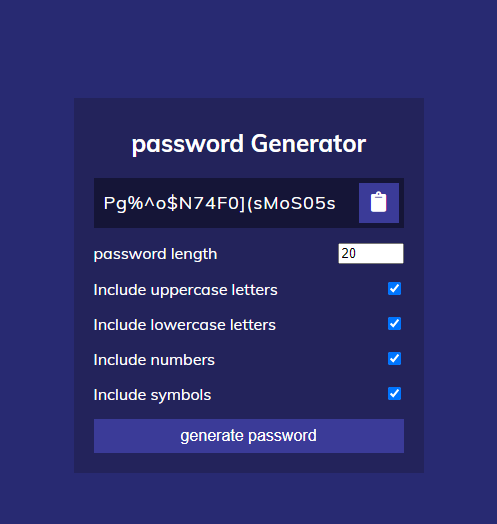 password Generator
Pg%^o$N74F0](sMoS05s
password length
20
Include uppercase letters
Include lowercase letters
Include numbers
Include symbols
generate password